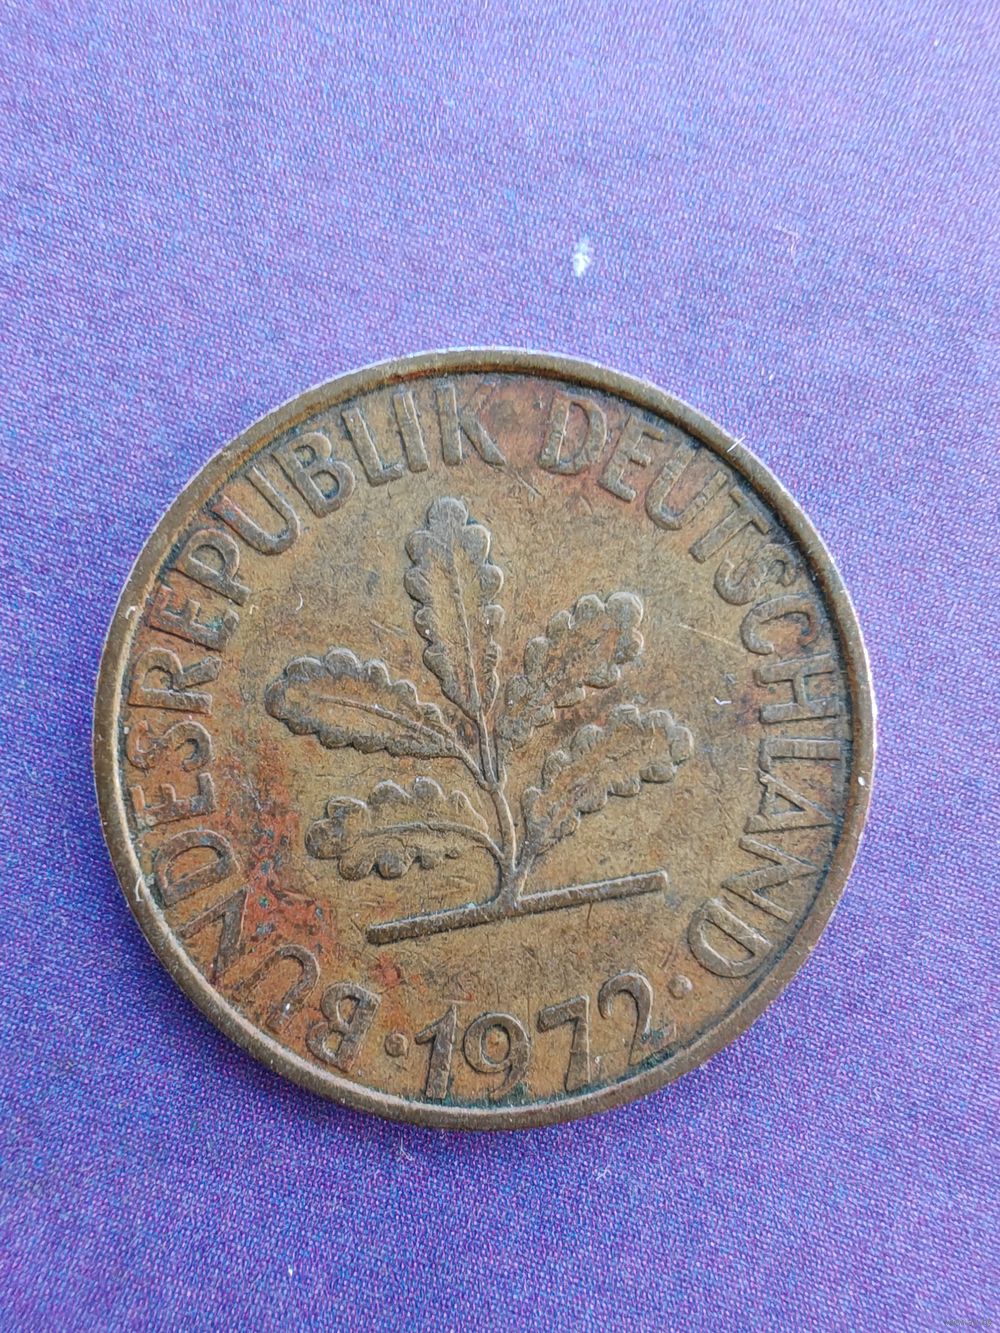 BUNDESREPUBLIK DEUTSCHLAND
· 1972 ·